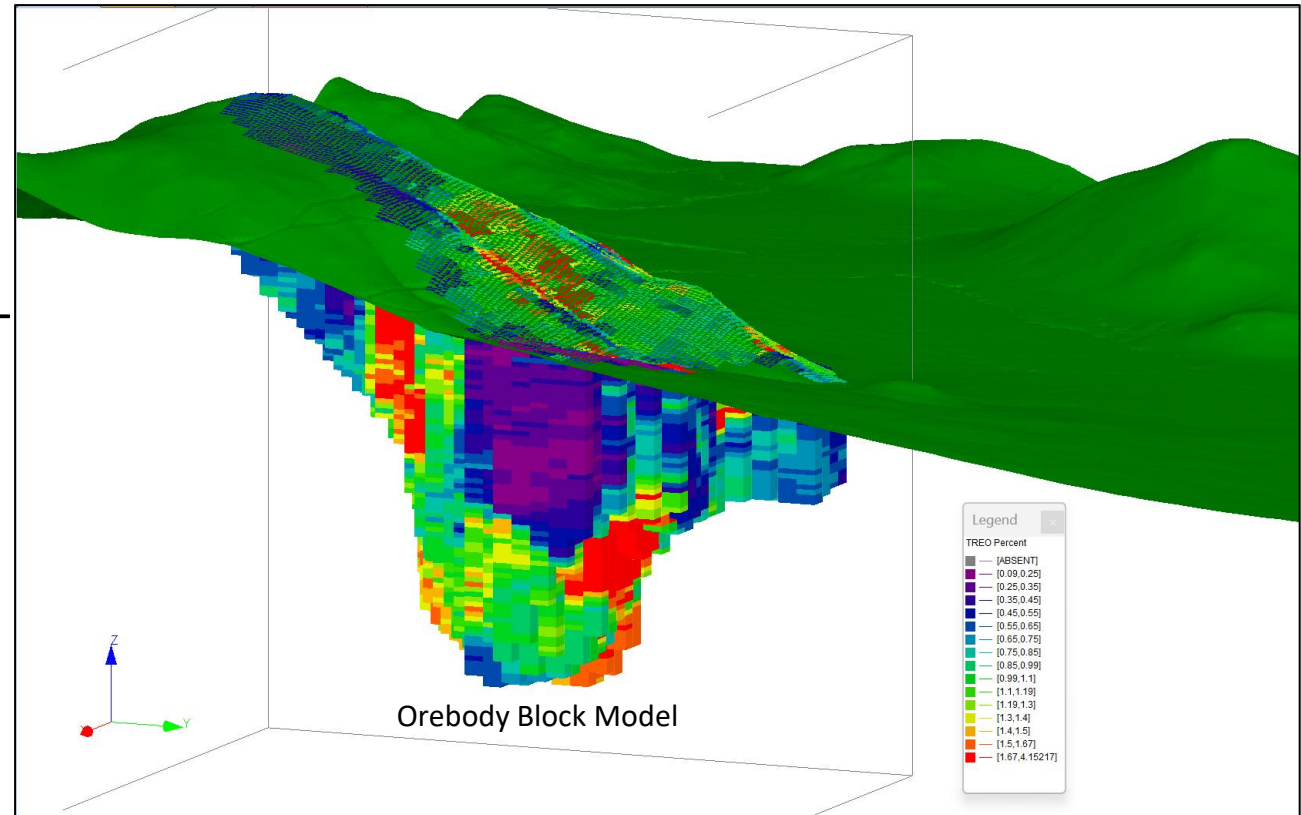 Z
Y
Orebody Block Model
Legend
x
TREO Percent
[ABSENT]
[0.09,0.25]
[0.25,0.35]
[0.35,0.45]
[0.45,0.55]
[0.55,0.65]
[0.65,0.75]
[0.75,0.85]
[0.85,0.99]
[0.99,1.1]
[1.1,1.19]
[1.19,1.3]
[1.3,1.4]
[1.4,1.5]
[1.5,1.67]
[1.67,4.15217]